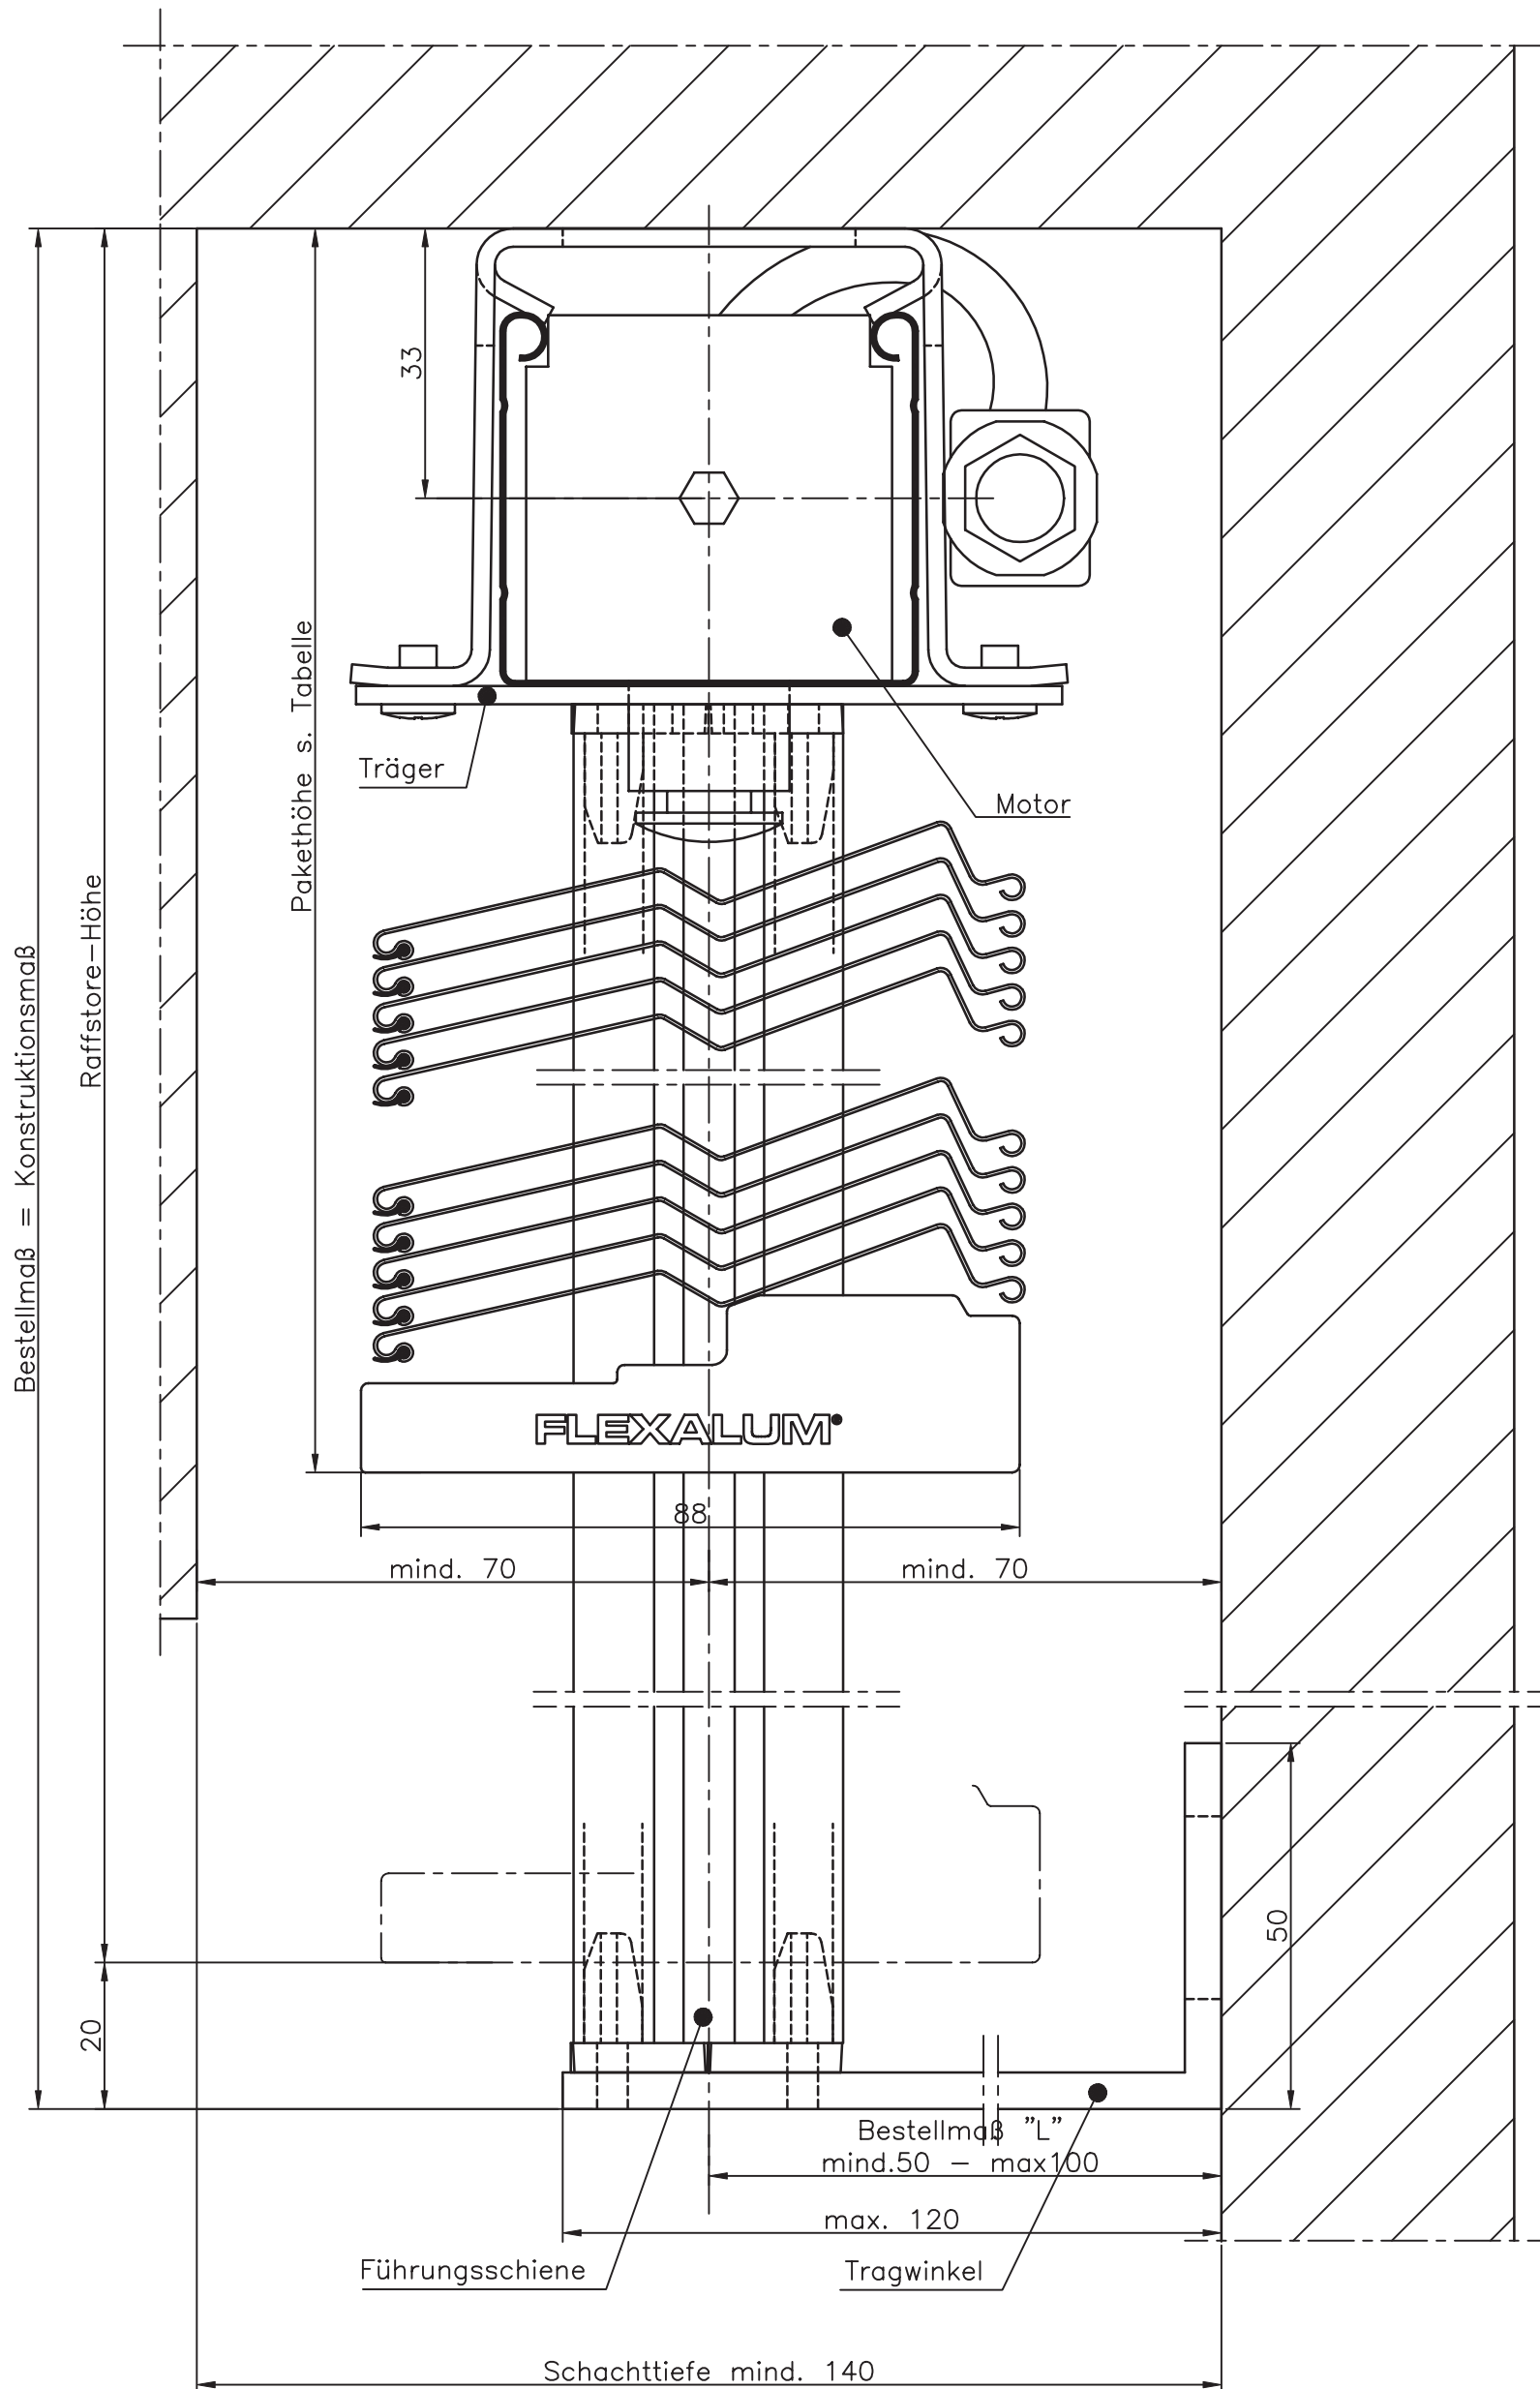 33
Pakethöhe s. Tabelle
Träger
Motor
Raffstore-Höhe
Bestellmaß = Konstruktionsmaß
FLEXALUM
88
mind. 70
mind. 70
50
20
Bestellmaß "L"
mind.50 - max100
max. 120
Führungsschiene
Tragwinkel
Schachttiefe mind. 140